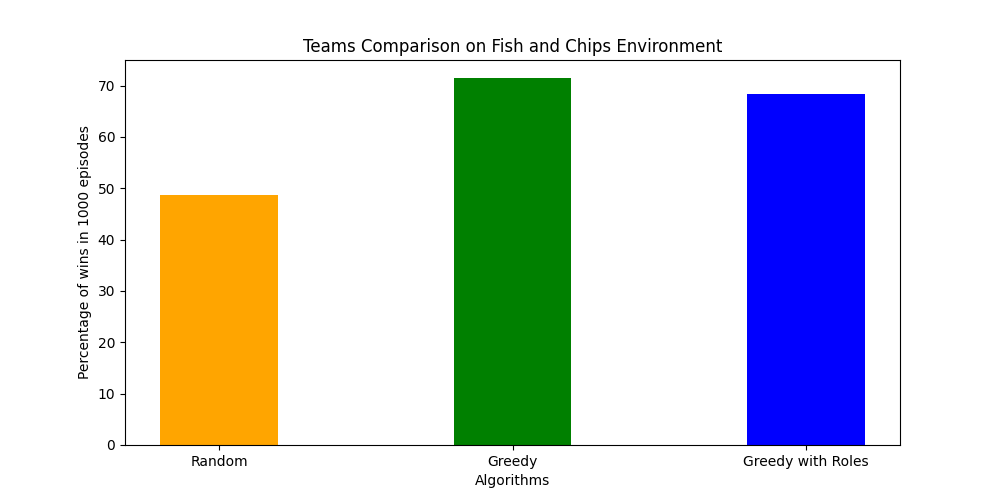 Teams Comparison on Fish and Chips Environment
Percentage of wins in 1000 episodes
70
60
50
40
30
20
10
0
Random
Greedy
Greedy with Roles
Algorithms